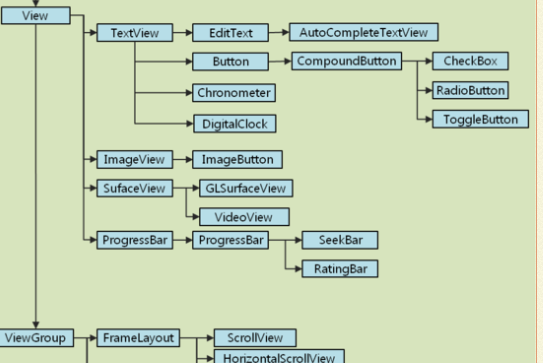 View
TextView
EditText
AutoCompleteTextView
Button
CompoundButton
CheckBox
Chronometer
RadioButton
DigitalClock
ToggleButton
ImageView
ImageButton
SufaceView
GLSurfaceView
VideoView
ProgressBar
ProgressBar
SeekBar
RatingBar
ViewGroup
FrameLayout
ScrollView
HorizontalScrollView